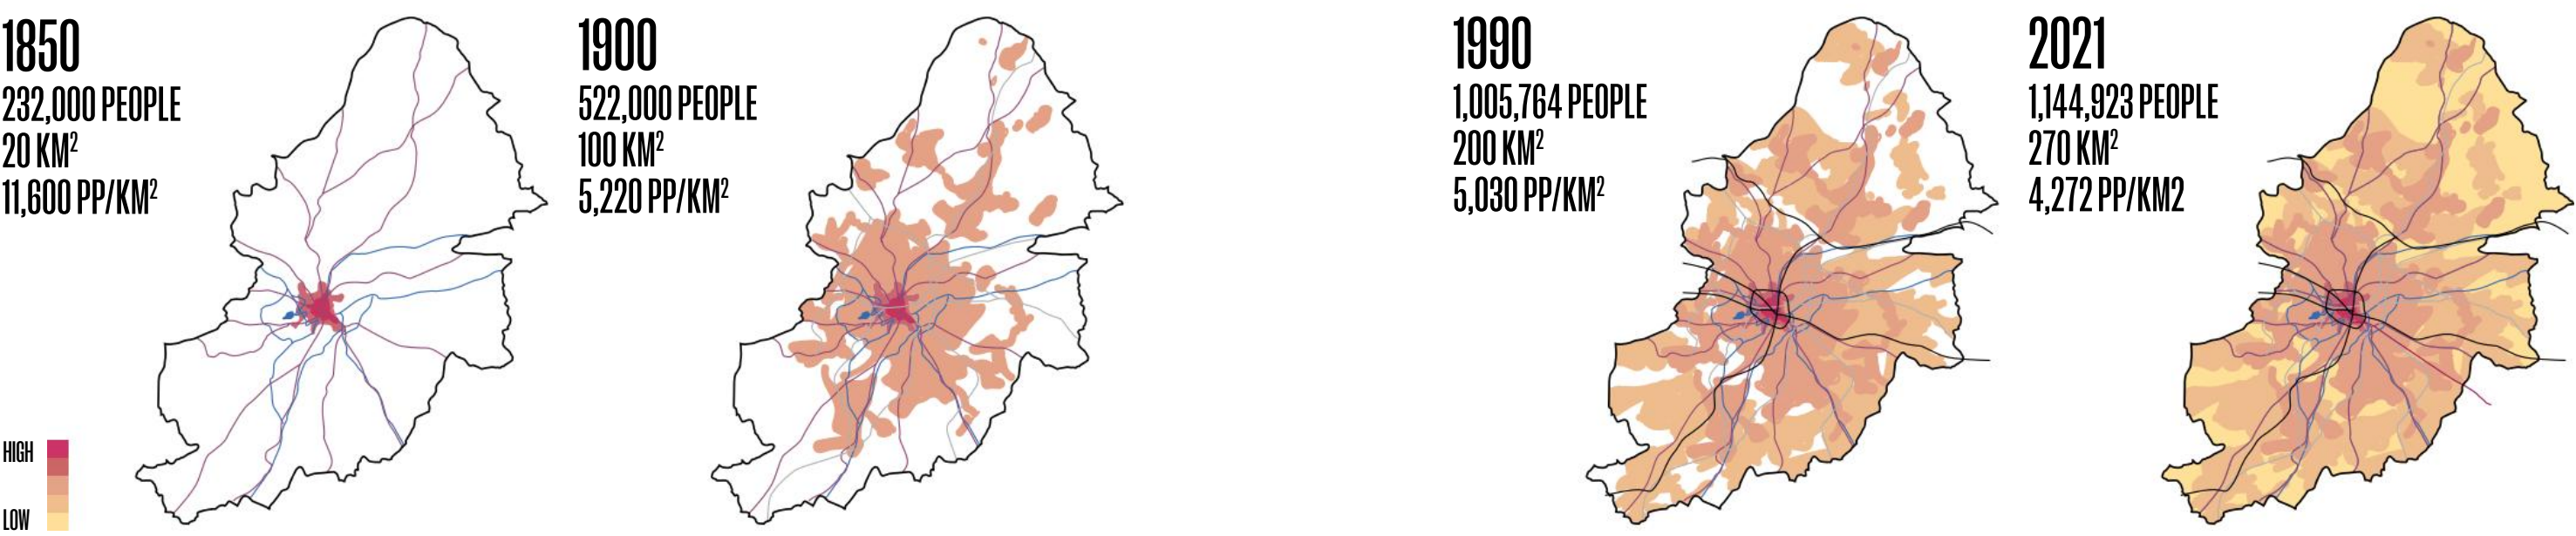 1850
232,000 PEOPLE
20 KM²
11,600 PP/KM²
1900
522,000 PEOPLE
100 KM²
5,220 PP/KM²
1990
1,005,764 PEOPLE
200 KM²
5,030 PP/KM²
2021
1,144,923 PEOPLE
270 KM²
4,272 PP/KM2
HIGH
LOW